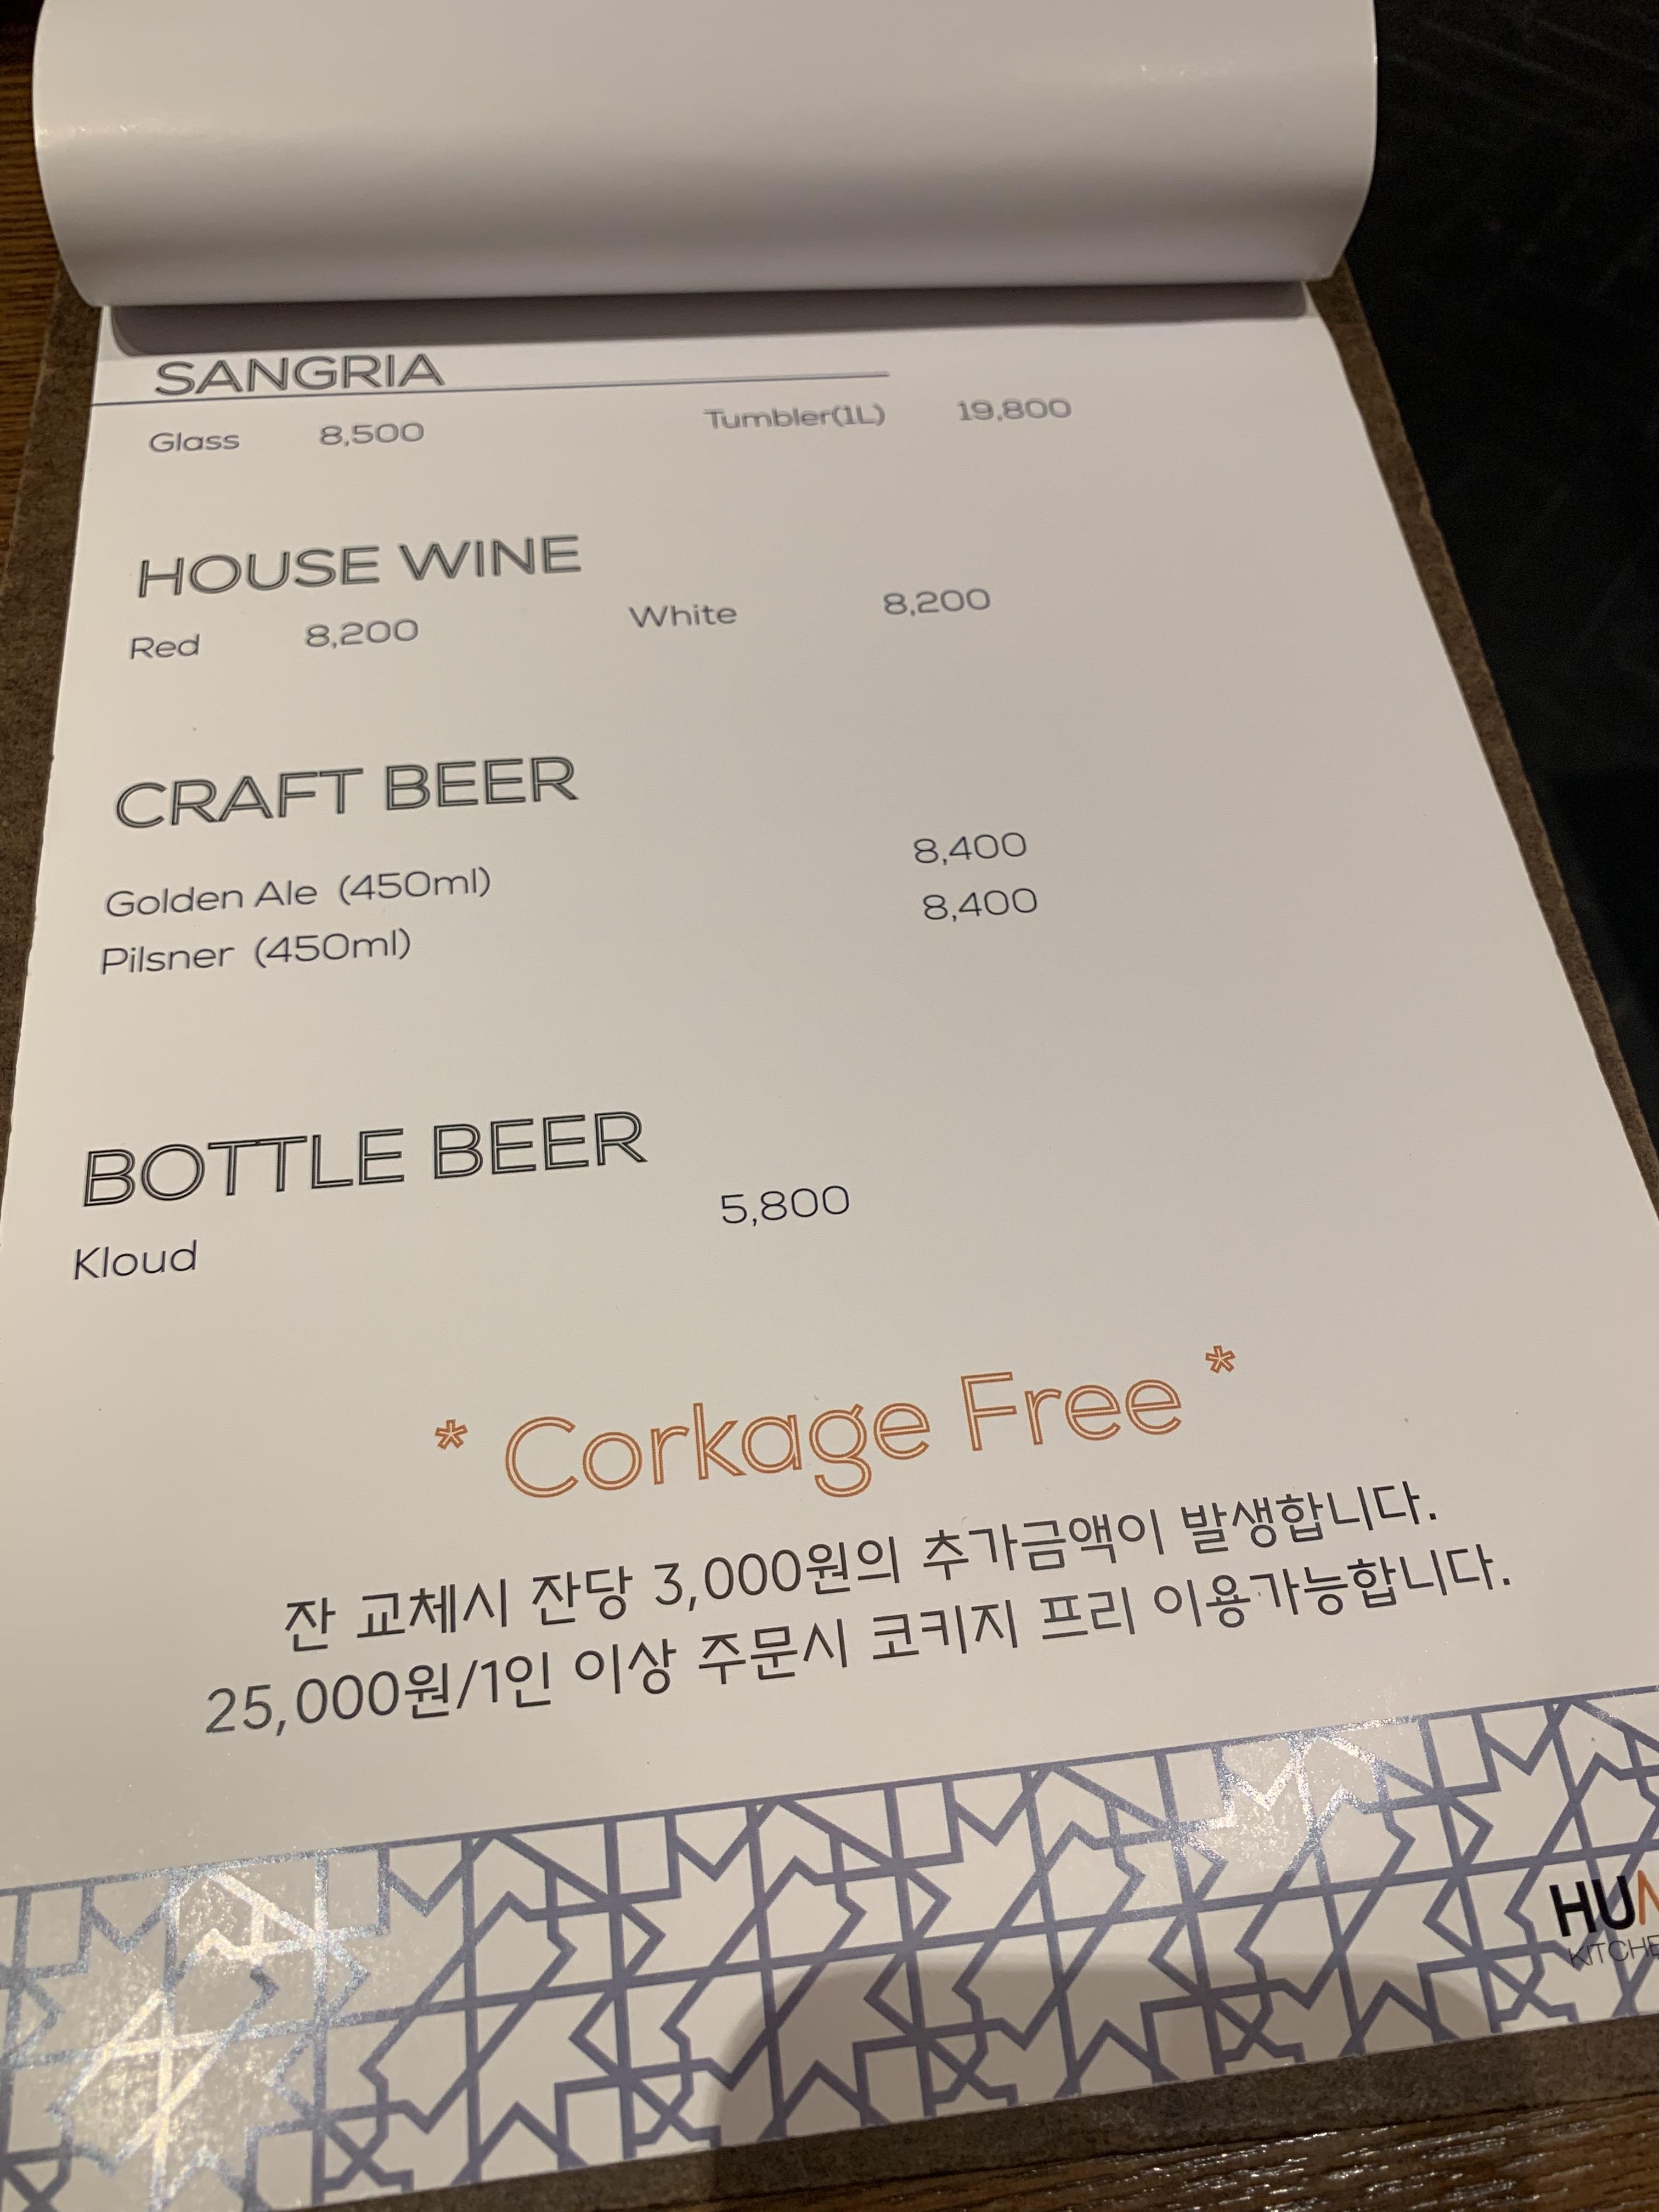 SANGRIA
Glass 8,500 Tumbler(1L) 19,800
HOUSE WINE
Red 8,200 White 8,200
CRAFT BEER
Golden Ale (450ml) 8,400
Pilsner (450ml) 8,400
BOTTLE BEER
Kloud 5,800
* Corkage Free *
잔 교체시 잔당 3,000원의 추가금액이 발생합니다.
25,000원/1인 이상 주문시 코키지 프리 이용가능합니다.